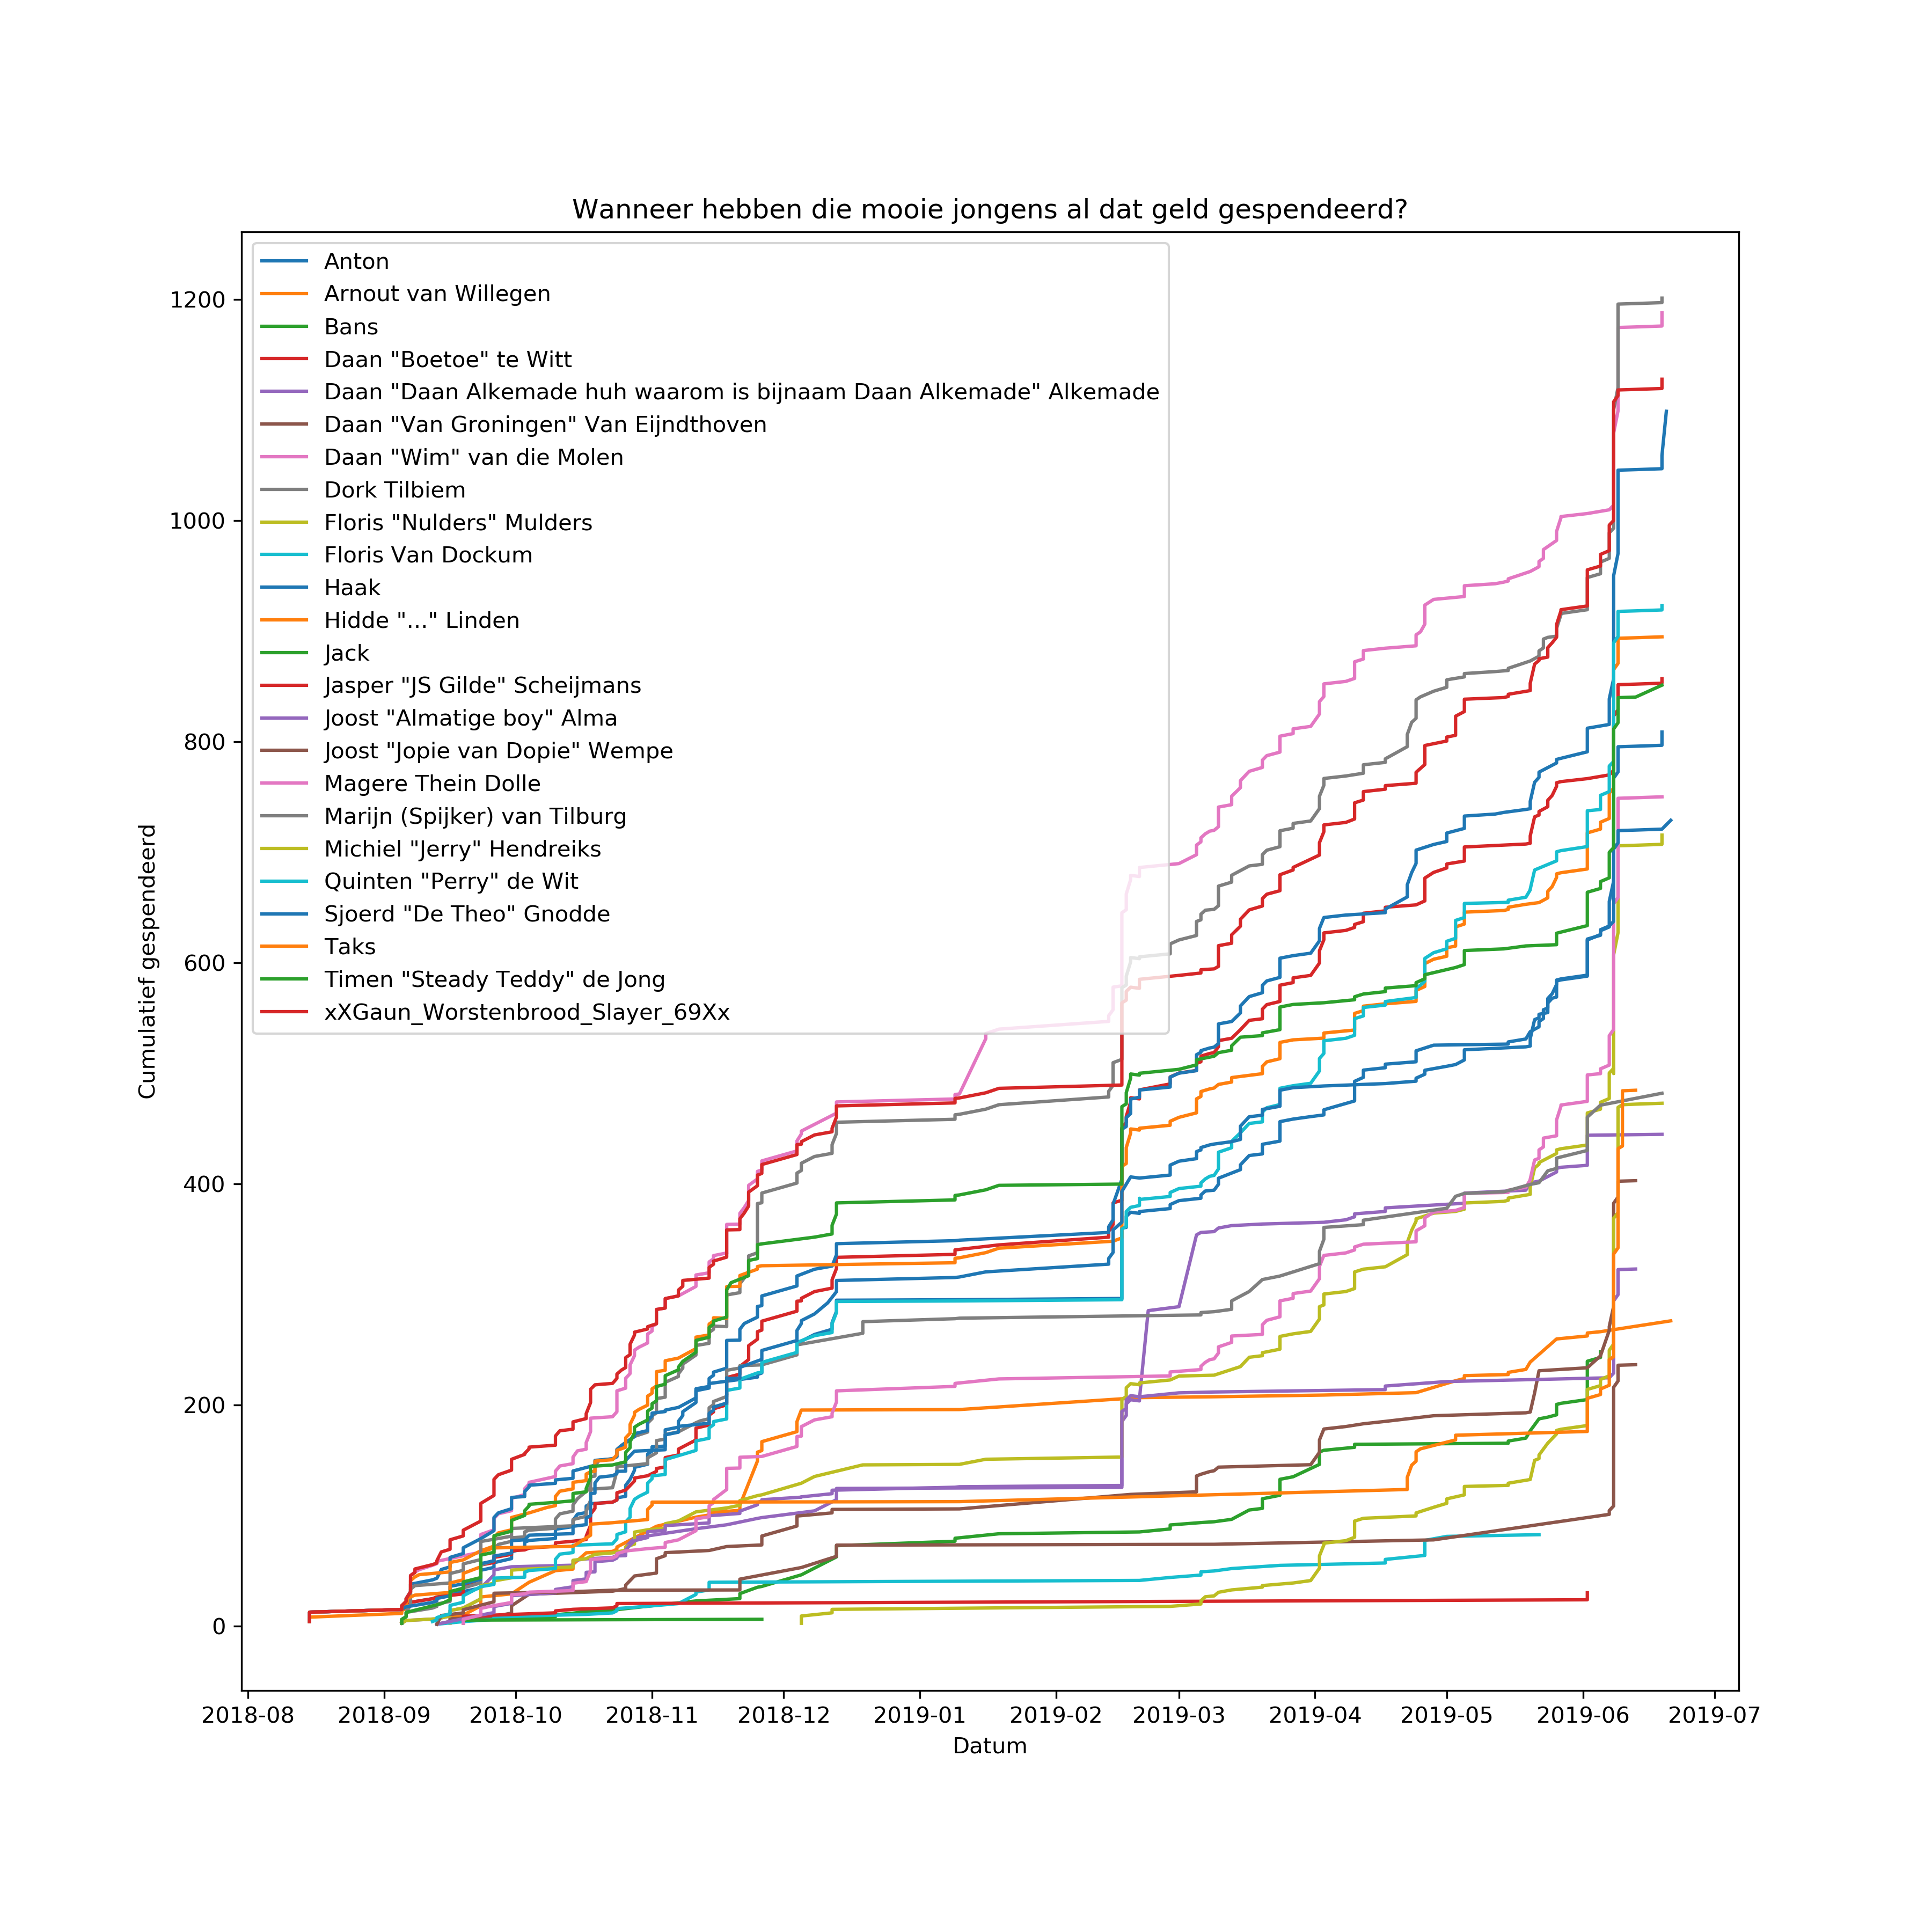 Wanneer hebben die mooie jongens al dat geld gespendeerd?
Anton
Arnout van Willegen
Bans
Daan "Boetoe" te Witt
Daan "Daan Alkemade huh waarom is bijnaam Daan Alkemade" Alkemade
Daan "Van Groningen" Van Eijndthoven
Daan "Wim" van die Molen
Dork Tilbiem
Floris "Nulders" Mulders
Floris Van Dockum
Haak
Hidde "..." Linden
Jack
Jasper "JS Gilde" Scheijmans
Joost "Almatige boy" Alma
Joost "Jopie van Dopie" Wempe
Magere Thein Dolle
Marijn (Spijker) van Tilburg
Michiel "Jerry" Hendreiks
Quinten "Perry" de Wit
Sjoerd "De Theo" Gnodde
Taks
Timen "Steady Teddy" de Jong
xXGaun_Worstenbrood_Slayer_69Xx
Cumulatief gespendeerd
1200
1000
800
600
400
200
0
2018-08 2018-09 2018-10 2018-11 2018-12 2019-01 2019-02 2019-03 2019-04 2019-05 2019-06 2019-07
Datum